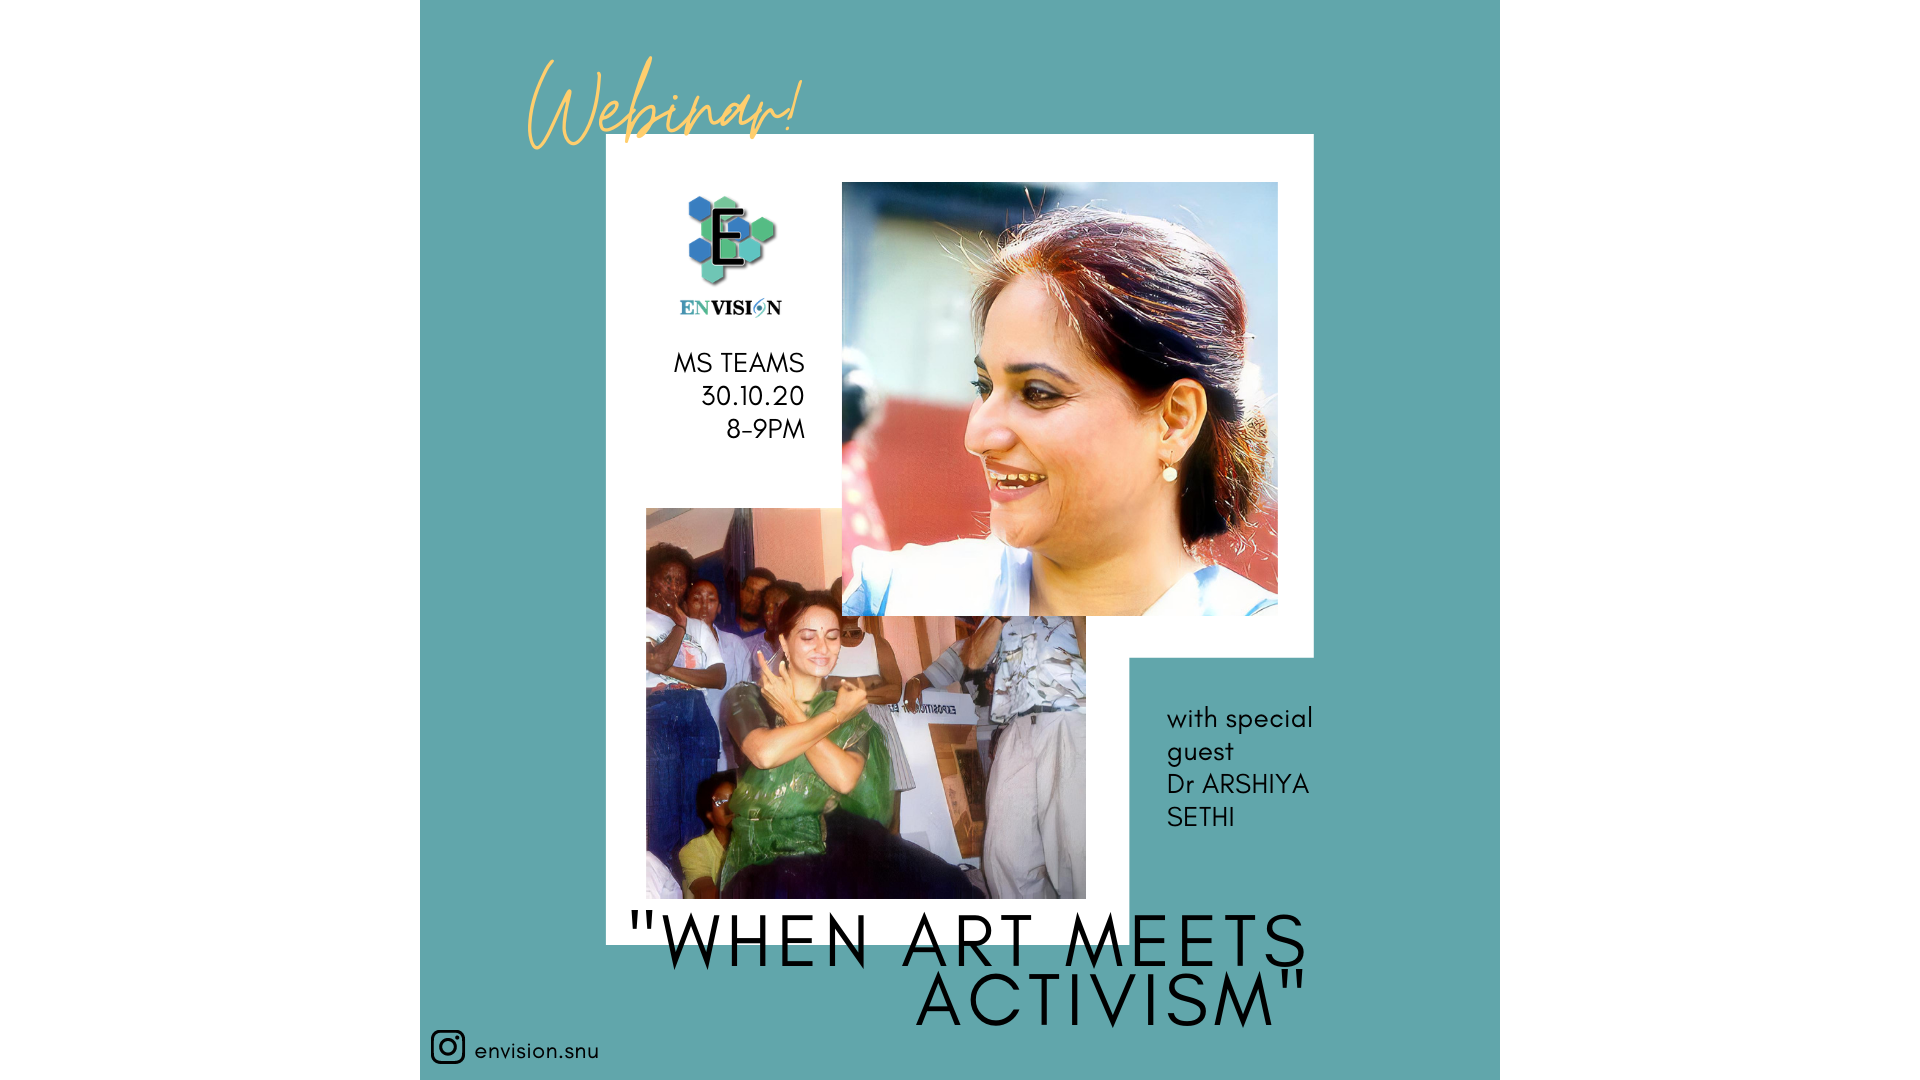 Webinar!
E
ENVISION
MS TEAMS
30.10.20
8-9PM
with special
guest
Dr ARSHIYA
SETHI
"WHEN ART MEETS
ACTIVISM"
envision.snu